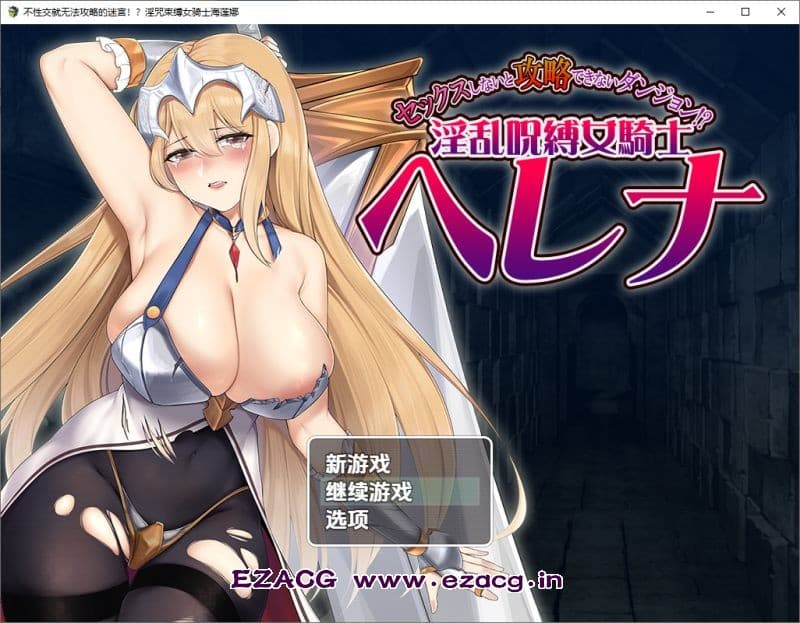 不性交就无法攻略的迷宫！？淫咒束缚女骑士海莲娜
セックスしないと攻略できないダンジョン!?
淫乱呪縛女騎士
ヘレナ
新游戏
继续游戏
选项
EZACG www.ezacg.in